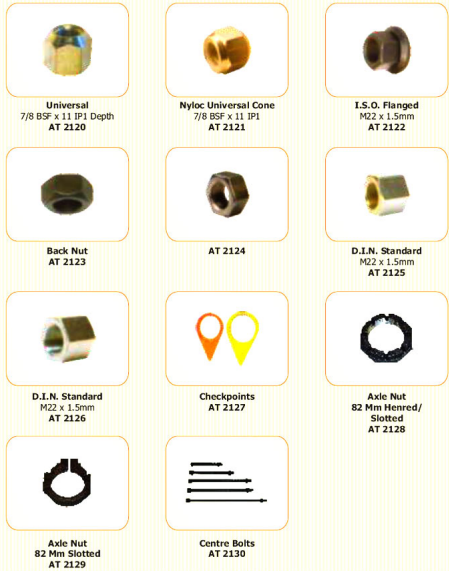 Universal
7/8 BSF x 11 IP1 Depth
AT 2120
Nyloc Universal Cone
7/8 BSF x 11 IP1
AT 2121
I.S.O. Flanged
M22 x 1.5mm
AT 2122
Back Nut
AT 2123
AT 2124
D.I.N. Standard
M22 x 1.5mm
AT 2125
D.I.N. Standard
M22 x 1.5mm
AT 2126
Checkpoints
AT 2127
Axle Nut
82 Mm Henred/
Slotted
AT 2128
Axle Nut
82 Mm Slotted
AT 2129
Centre Bolts
AT 2130